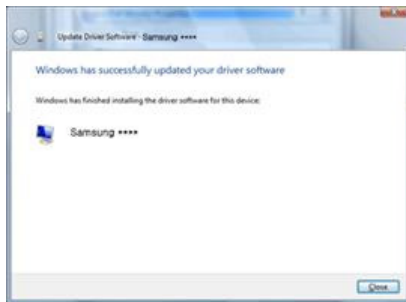 Update Driver Software - Samsung ****
Windows has successfully updated your driver software
Windows has finished installing the driver software for this device:
Samsung ****
Close